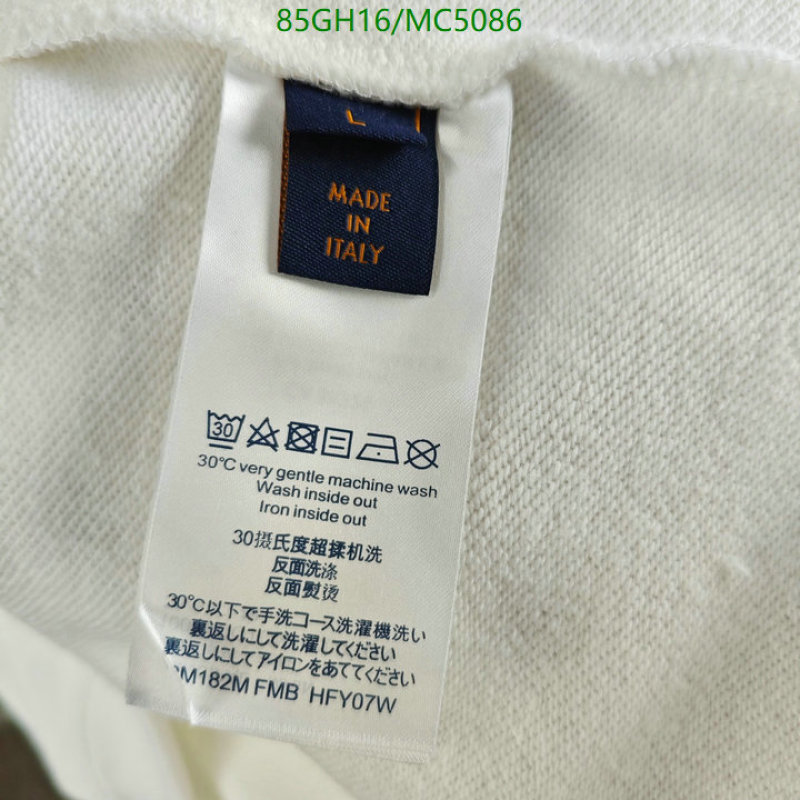 85GH16/MC5086
L
MADE
IN
ITALY
30
30℃ very gentle machine wash
Wash inside out
Iron inside out
30摄氏度超揉机洗
反面洗涤
反面熨烫
30℃以下で手洗コース洗濯機洗い
裏返しにして洗濯してください
裏返しにしてアイロンをあててください
M182M FMB HFY07W